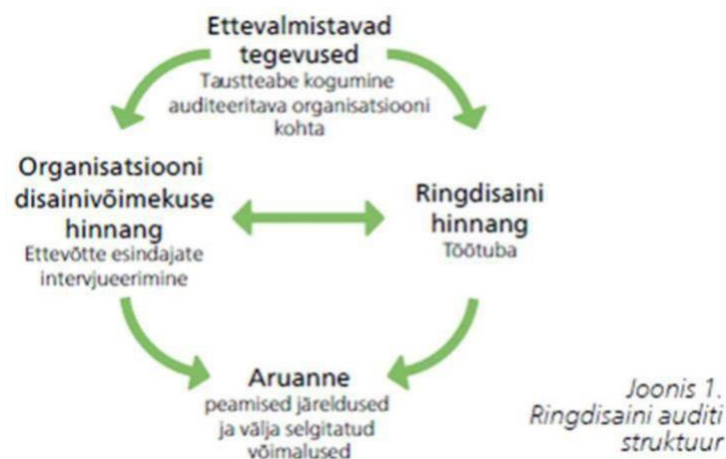 Ettevalmistavad
tegevused
Taustteabe kogumine
auditeeritava organisatsiooni
kohta
Organisatsiooni
disainivõimekuse
hinnang
Ettevõtte esindajate
intervjueerimine
Ringdisaini
hinnang
Töötuba
Aruanne
peamised järeldused
ja välja selgitatud
võimalused
Joonis 1.
Ringdisaini auditi
struktuur